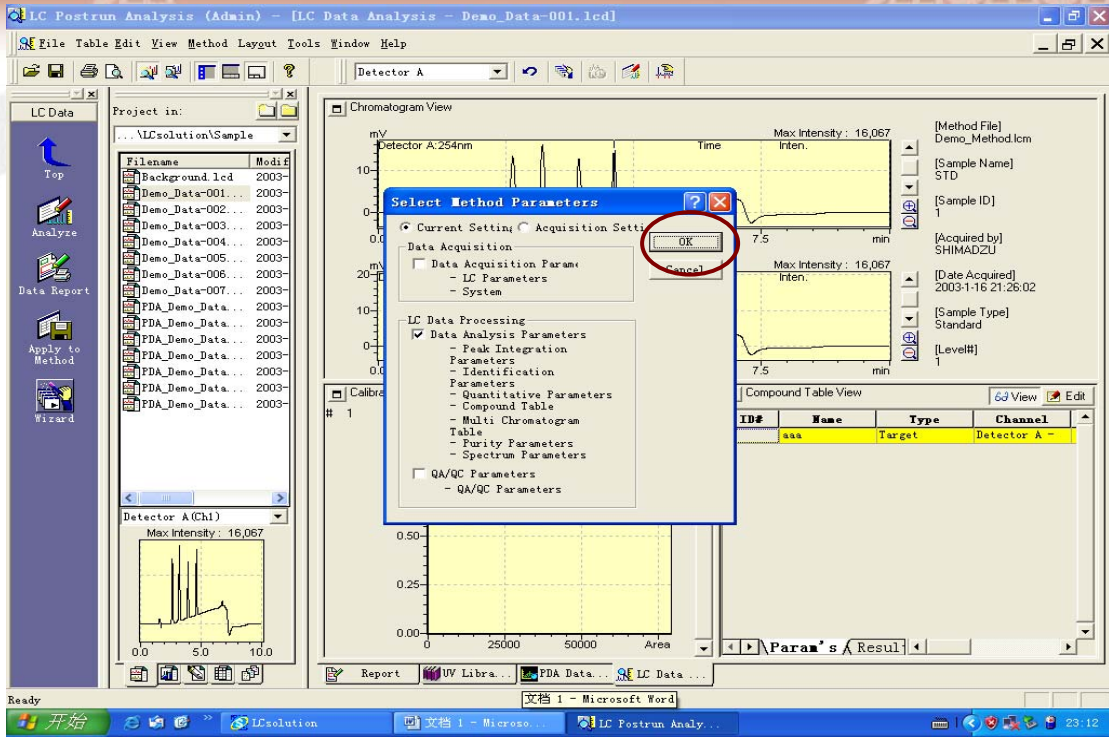 LC Postrun Analysis (Admin) - [LC Data Analysis - Demo_Data-001.lcd]
File Table Edit View Method Layout Tools Window Help
Detector A
LC Data
Top
Analyze
Data Report
Apply to
Method
Wizard
Project in:
...\LCsolution\Sample
Filename Modif
Background.lcd 2003-
Demo_Data-001... 2003-
Demo_Data-002... 2003-
Demo_Data-003... 2003-
Demo_Data-004... 2003-
Demo_Data-005... 2003-
Demo_Data-006... 2003-
Demo_Data-007... 2003-
PDA_Demo_Data... 2003-
PDA_Demo_Data... 2003-
PDA_Demo_Data... 2003-
PDA_Demo_Data... 2003-
PDA_Demo_Data... 2003-
PDA_Demo_Data... 2003-
PDA_Demo_Data... 2003-
Detector A(Ch1)
Max Intensity : 16,067
0.0 5.0 10.0
Chromatogram View
mV Max Intensity : 16,067
Detector A:254nm Time Inten.
10-
0-
0.0 7.5 min
mV Max Intensity : 16,067
20- Inten.
10-
0-
0.0 7.5 min
[Method File]
Demo_Method.lcm
[Sample Name]
STD
[Sample ID]
1
[Acquired by]
SHIMADZU
[Date Acquired]
2003-1-16 21:26:02
[Sample Type]
Standard
[Level#]
1
Select Method Parameters
Current Setting Acquisition Setti
OK
Cancel
Data Acquisition
Data Acquisition Parame
- LC Parameters
- System
LC Data Processing
Data Analysis Parameters
- Peak Integration
Parameters
- Identification
Parameters
- Quantitative Parameters
- Compound Table
- Multi Chromatogram
Table
- Purity Parameters
- Spectrum Parameters
QA/QC Parameters
- QA/QC Parameters
Calibra
# 1
0.50
0.25
0.00
0 25000 50000 Area
Compound Table View
View Edit
ID# Name Type Channel
aaa Target Detector A -
Param's Resul
Report UV Libra... PDA Data... LC Data ...
Ready
文档 1 - Microsoft Word
开始 LCsolution 文档 1 - Microso... LC Postrun Analy... 23:12